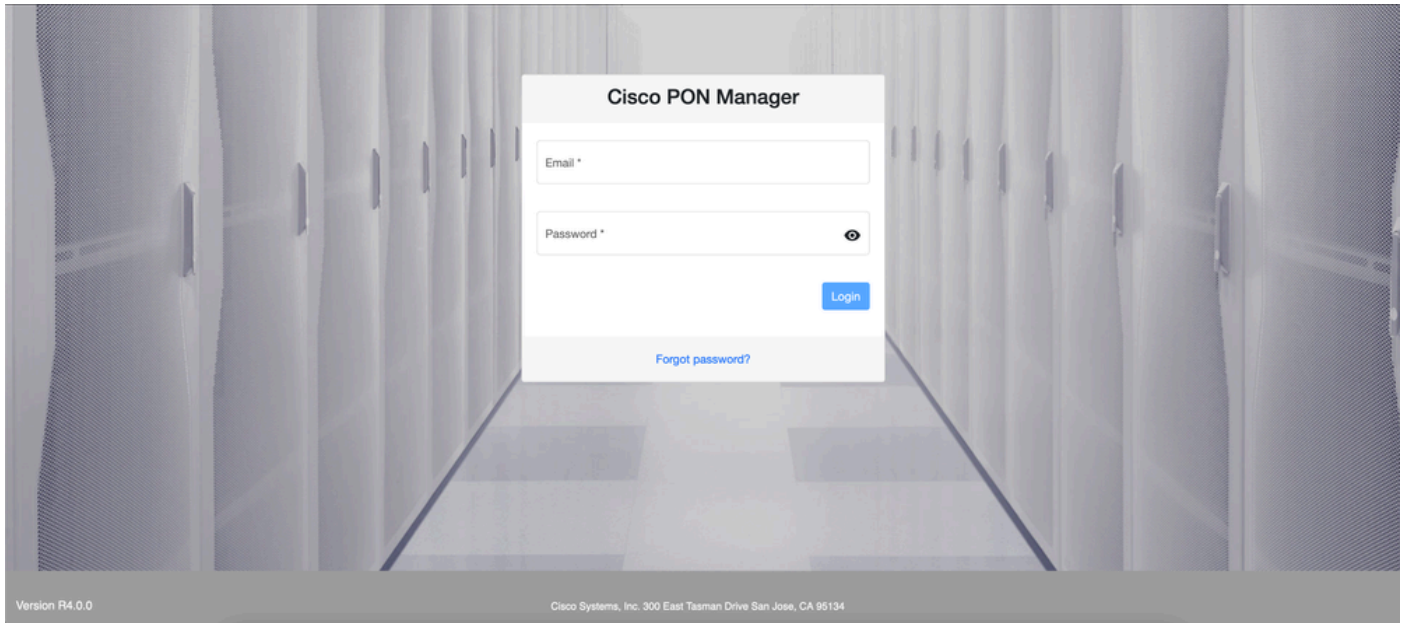 Cisco PON Manager
Email *
Password *
Login
Forgot password?
Version R4.0.0
Cisco Systems, Inc. 300 East Tasman Drive San Jose, CA 95134